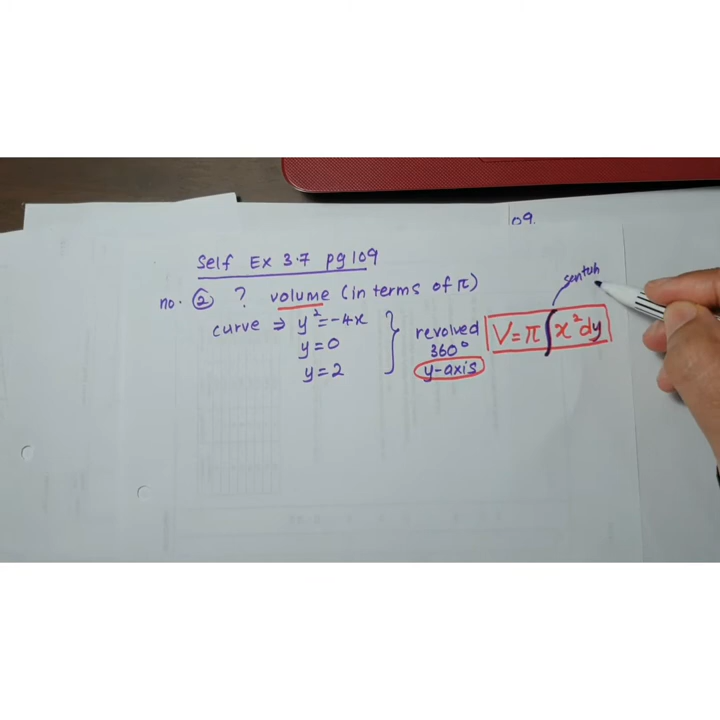 09.
Self Ex 3.7 pg 109
no. ② ? volume (in terms of π)
curve ⇒ y² = -4x
y = 0
y = 2
revolved
360°
y-axis
sentuh
V = π ∫ x² dy